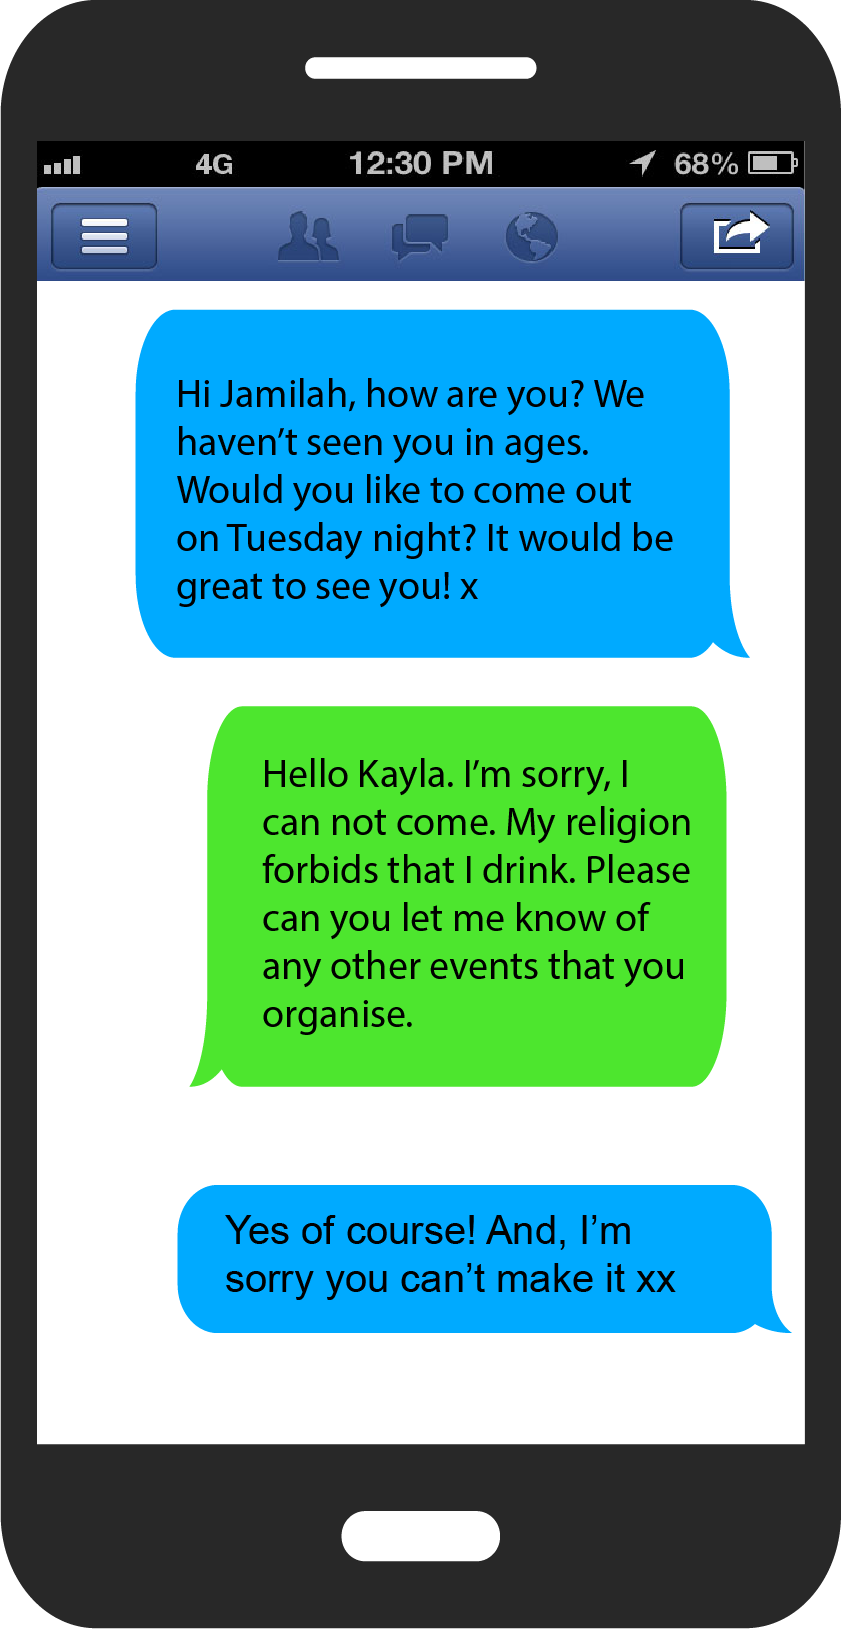 4G 12:30 PM 68%
Hi Jamilah, how are you? We
haven’t seen you in ages.
Would you like to come out
on Tuesday night? It would be
great to see you! x
Hello Kayla. I’m sorry, I
can not come. My religion
forbids that I drink. Please
can you let me know of
any other events that you
organise.
Yes of course! And, I’m
sorry you can’t make it xx